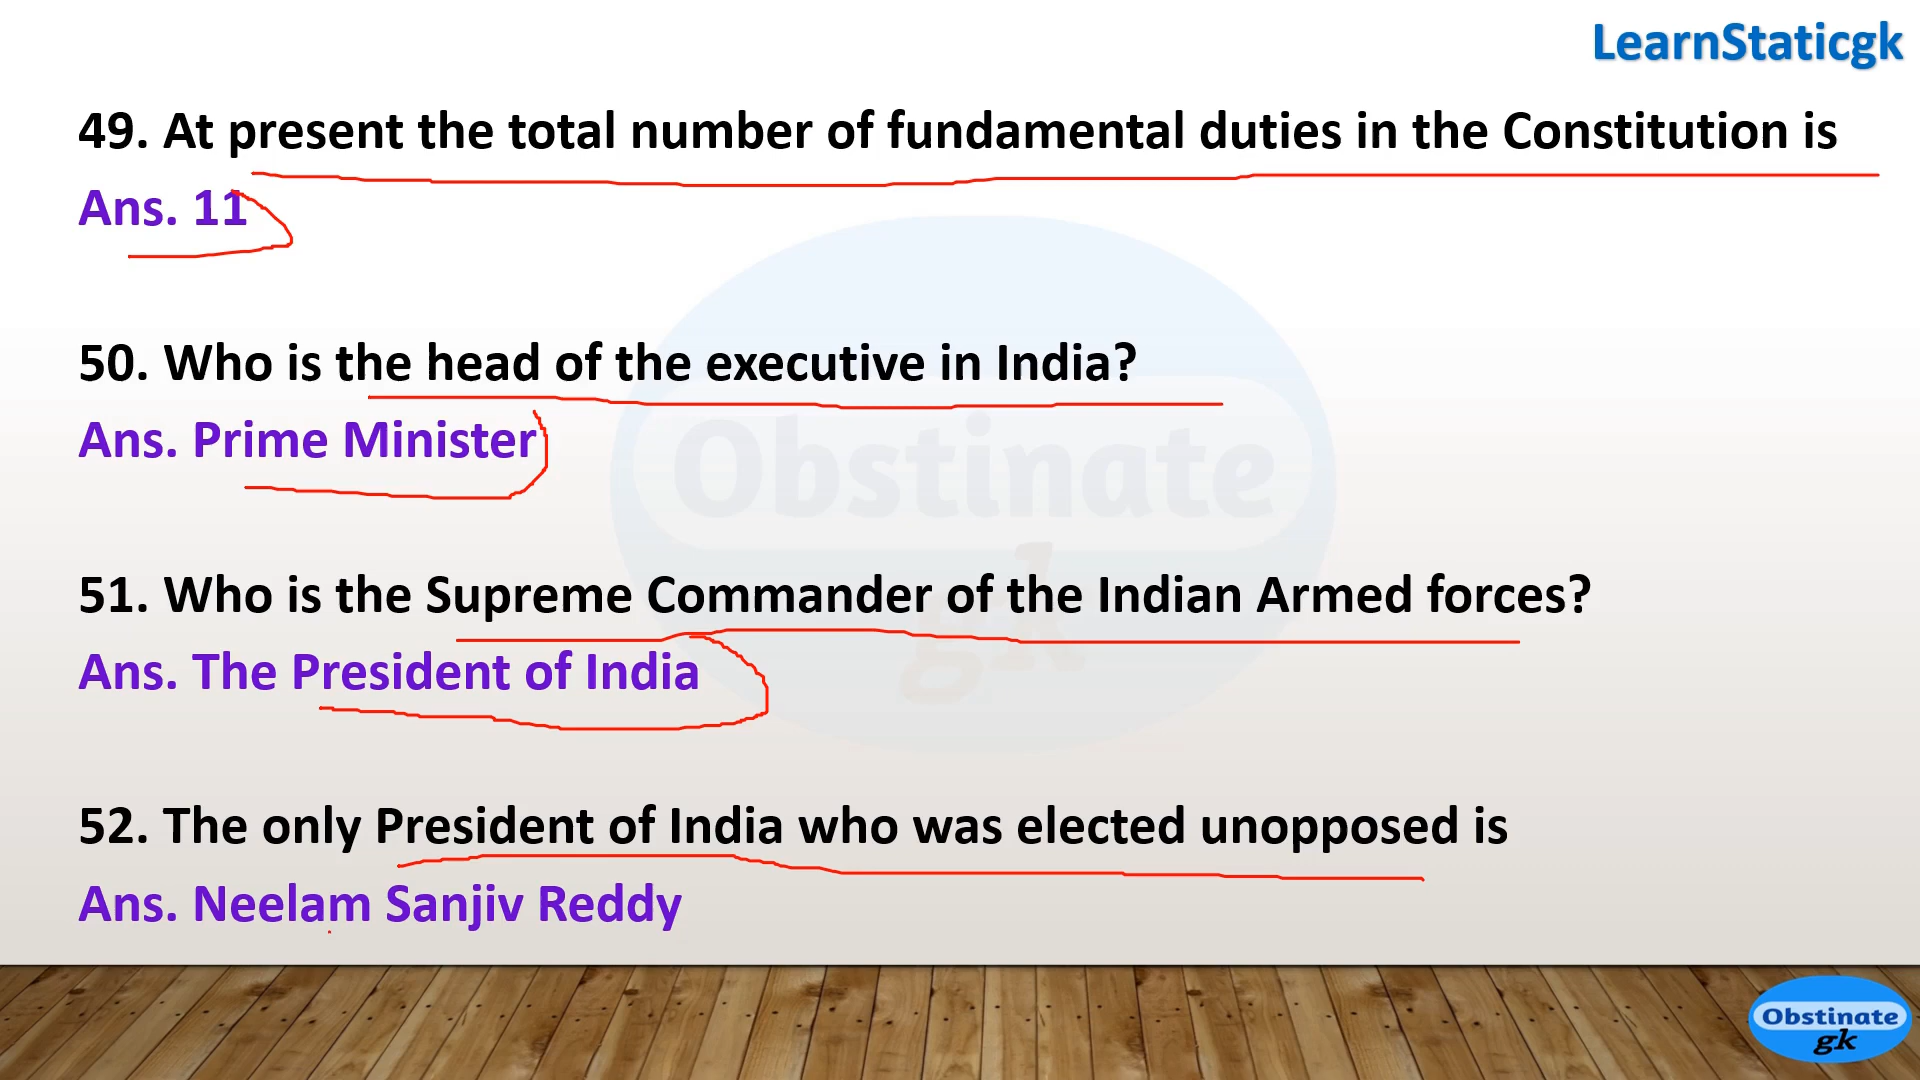 LearnStaticgk
49. At present the total number of fundamental duties in the Constitution is
Ans. 11
50. Who is the head of the executive in India?
Ans. Prime Minister
51. Who is the Supreme Commander of the Indian Armed forces?
Ans. The President of India
52. The only President of India who was elected unopposed is
Ans. Neelam Sanjiv Reddy
Obstinate
gk
Obstinate
gk